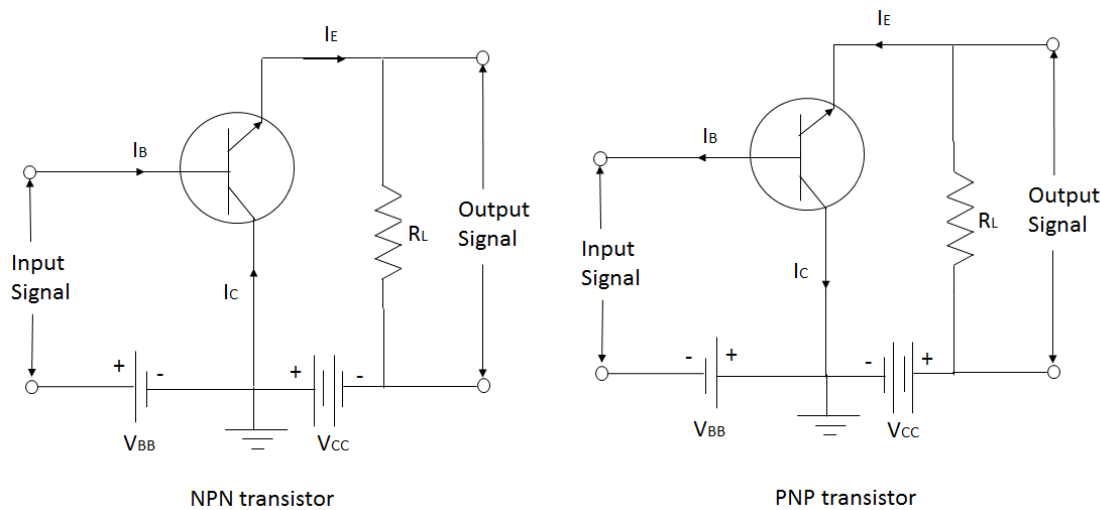 IE
IB
Input
Signal
IC
RL
Output
Signal
+
-
+
-
VBB
VCC
NPN transistor
IE
IB
Input
Signal
IC
RL
Output
Signal
-
+
-
+
VBB
VCC
PNP transistor